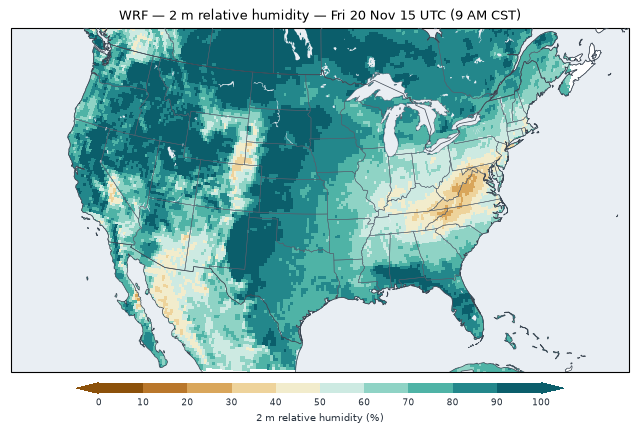 WRF — 2 m relative humidity — Fri 20 Nov 15 UTC (9 AM CST)
0 10 20 30 40 50 60 70 80 90 100
2 m relative humidity (%)